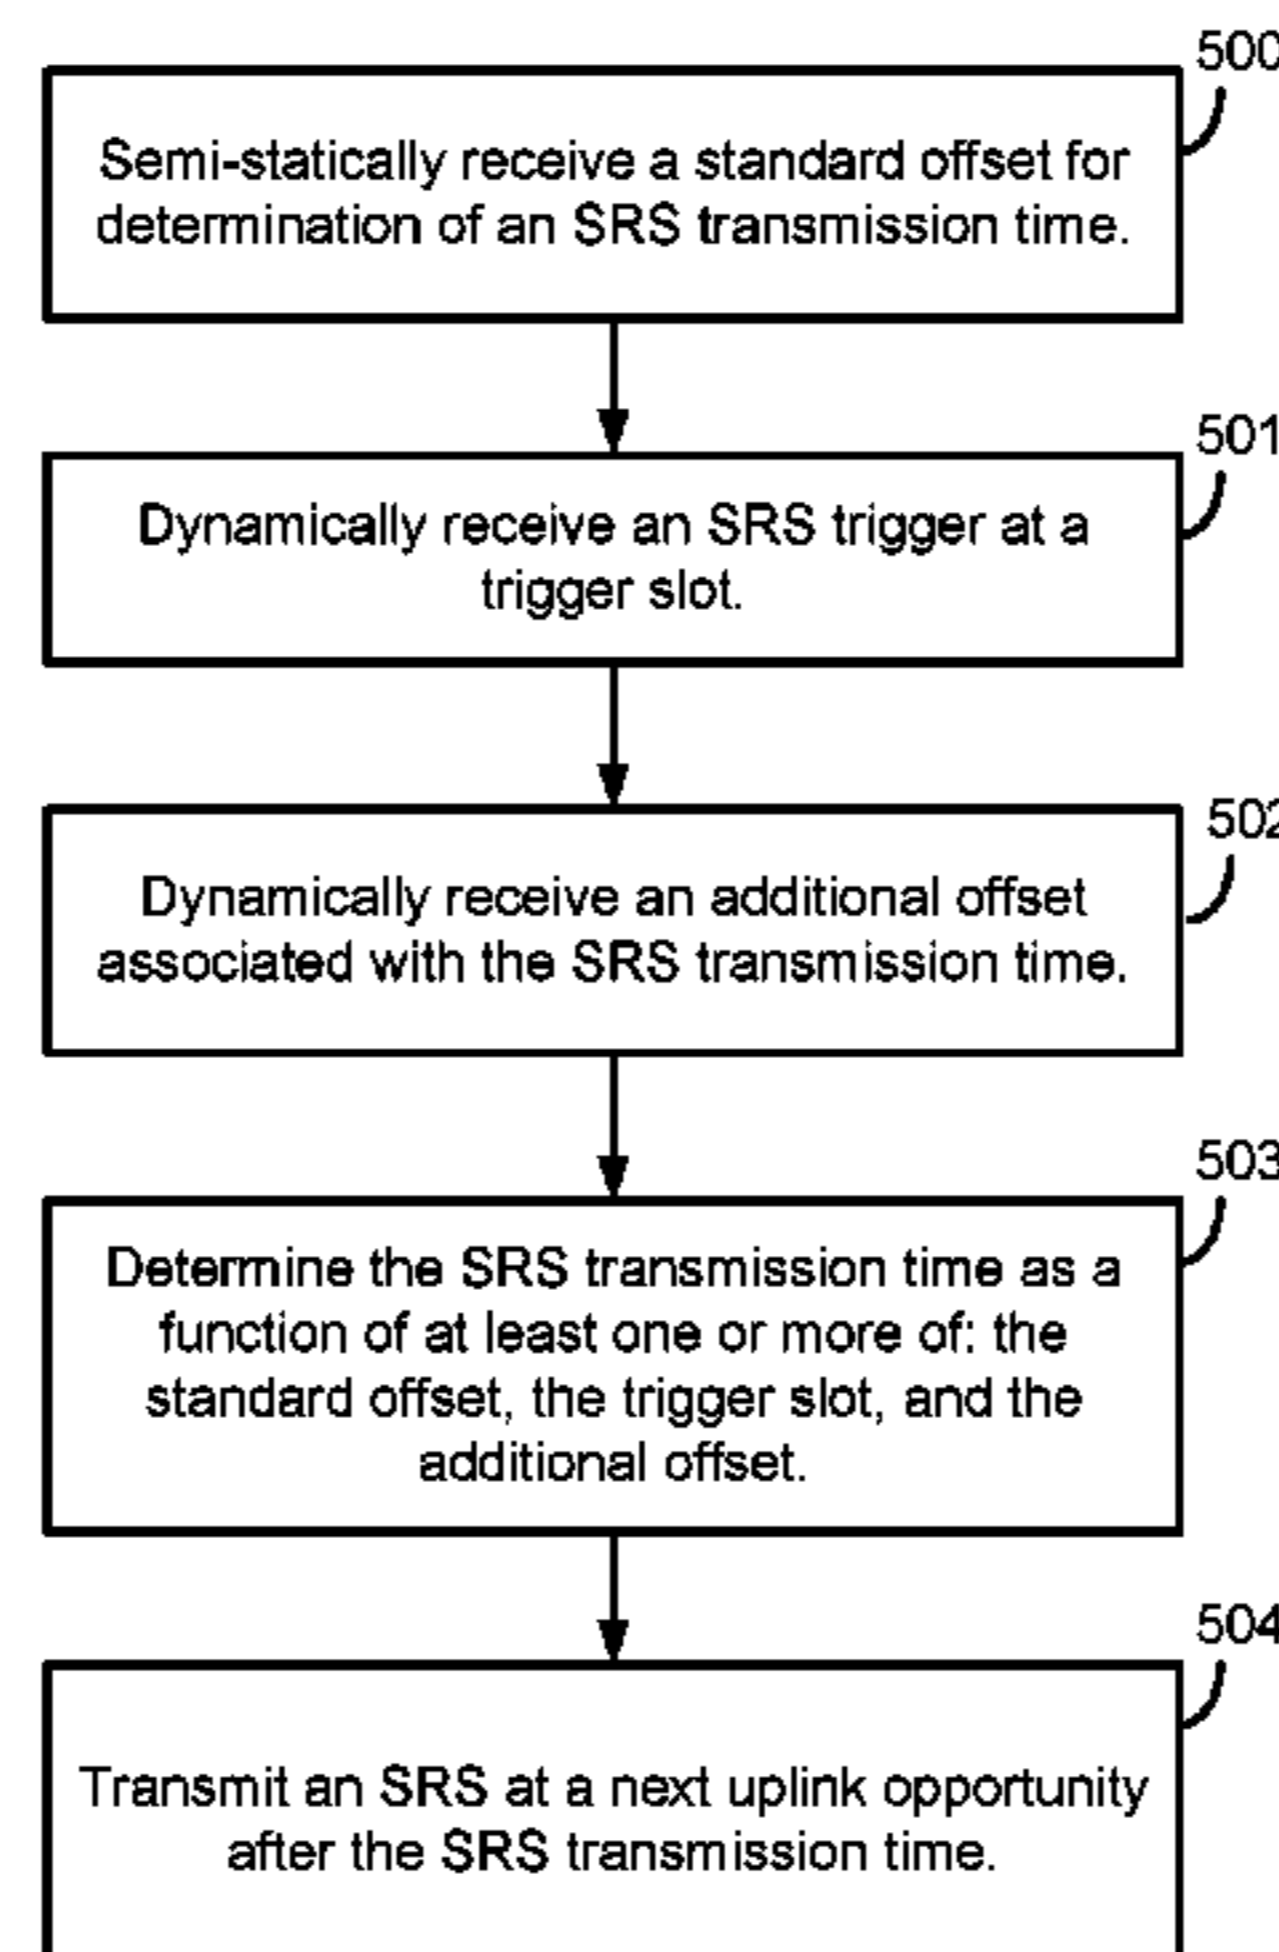 500
Semi-statically receive a standard offset for
determination of an SRS transmission time.
501
Dynamically receive an SRS trigger at a
trigger slot.
502
Dynamically receive an additional offset
associated with the SRS transmission time.
503
Determine the SRS transmission time as a
function of at least one or more of: the
standard offset, the trigger slot, and the
additional offset.
504
Transmit an SRS at a next uplink opportunity
after the SRS transmission time.